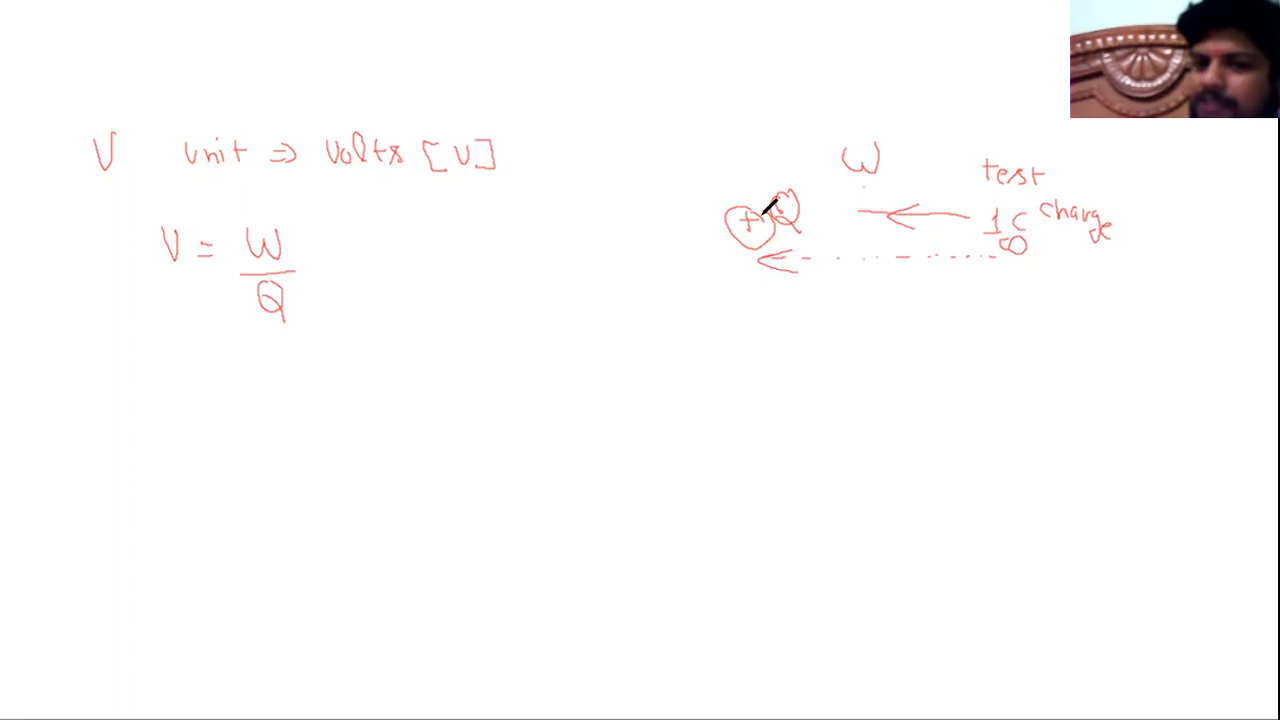 V unit ⇒ volts [V]
V = W
Q
W
test
+ Q
1C charge
∞